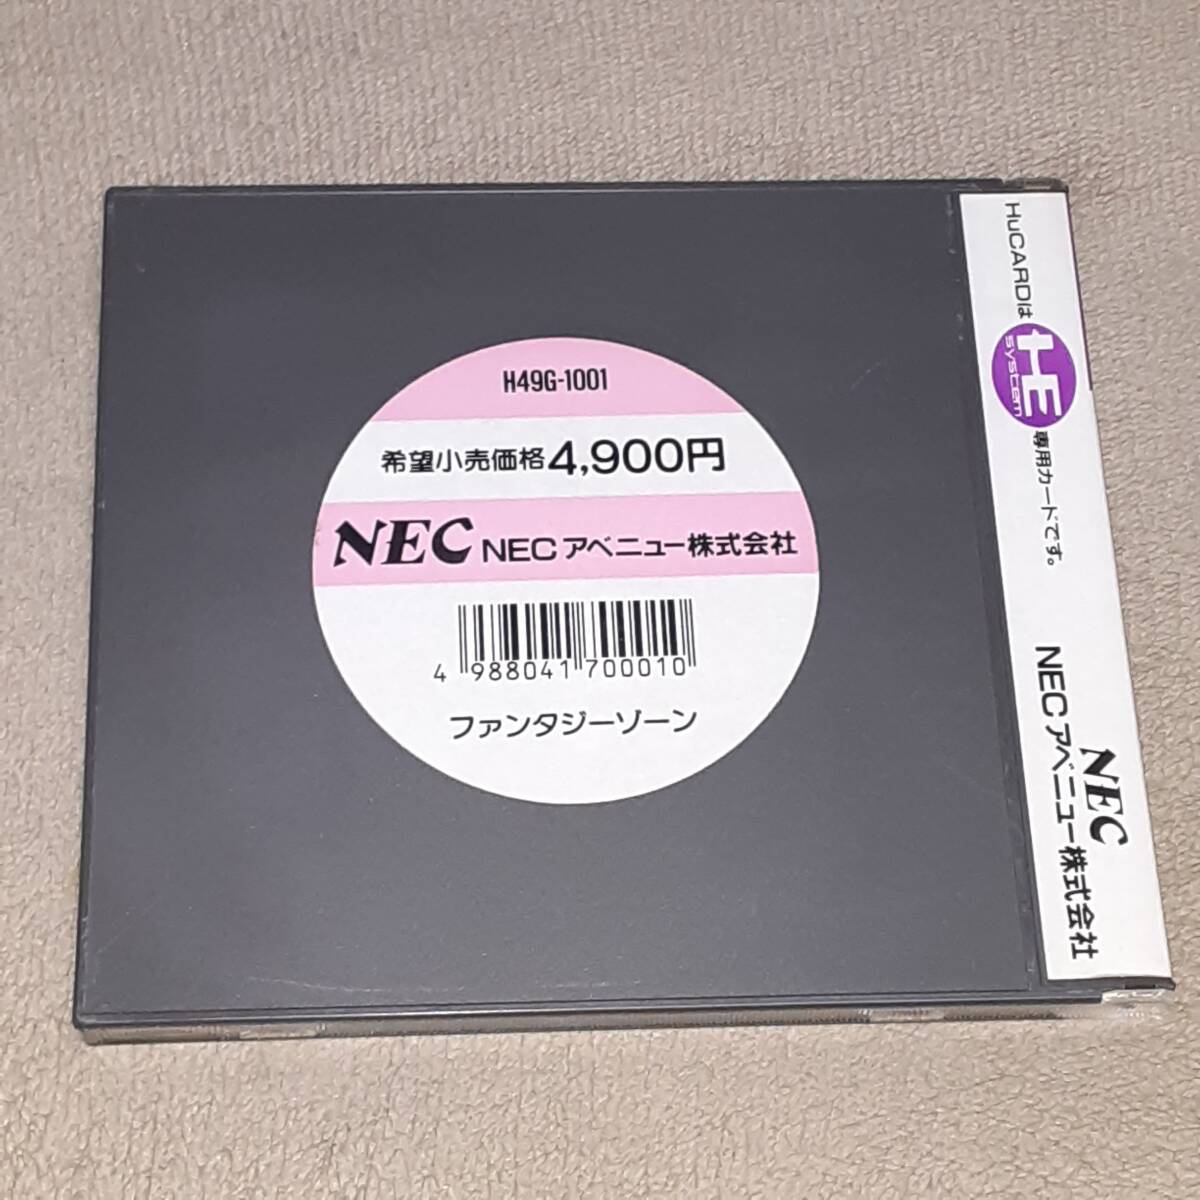 H49G-1001
希望小売価格4,900円
NEC NECアベニュー株式会社
4 988041 700010
ファンタジーゾーン
HuCARDは HE system 専用カードです。
NEC
NECアベニュー株式会社